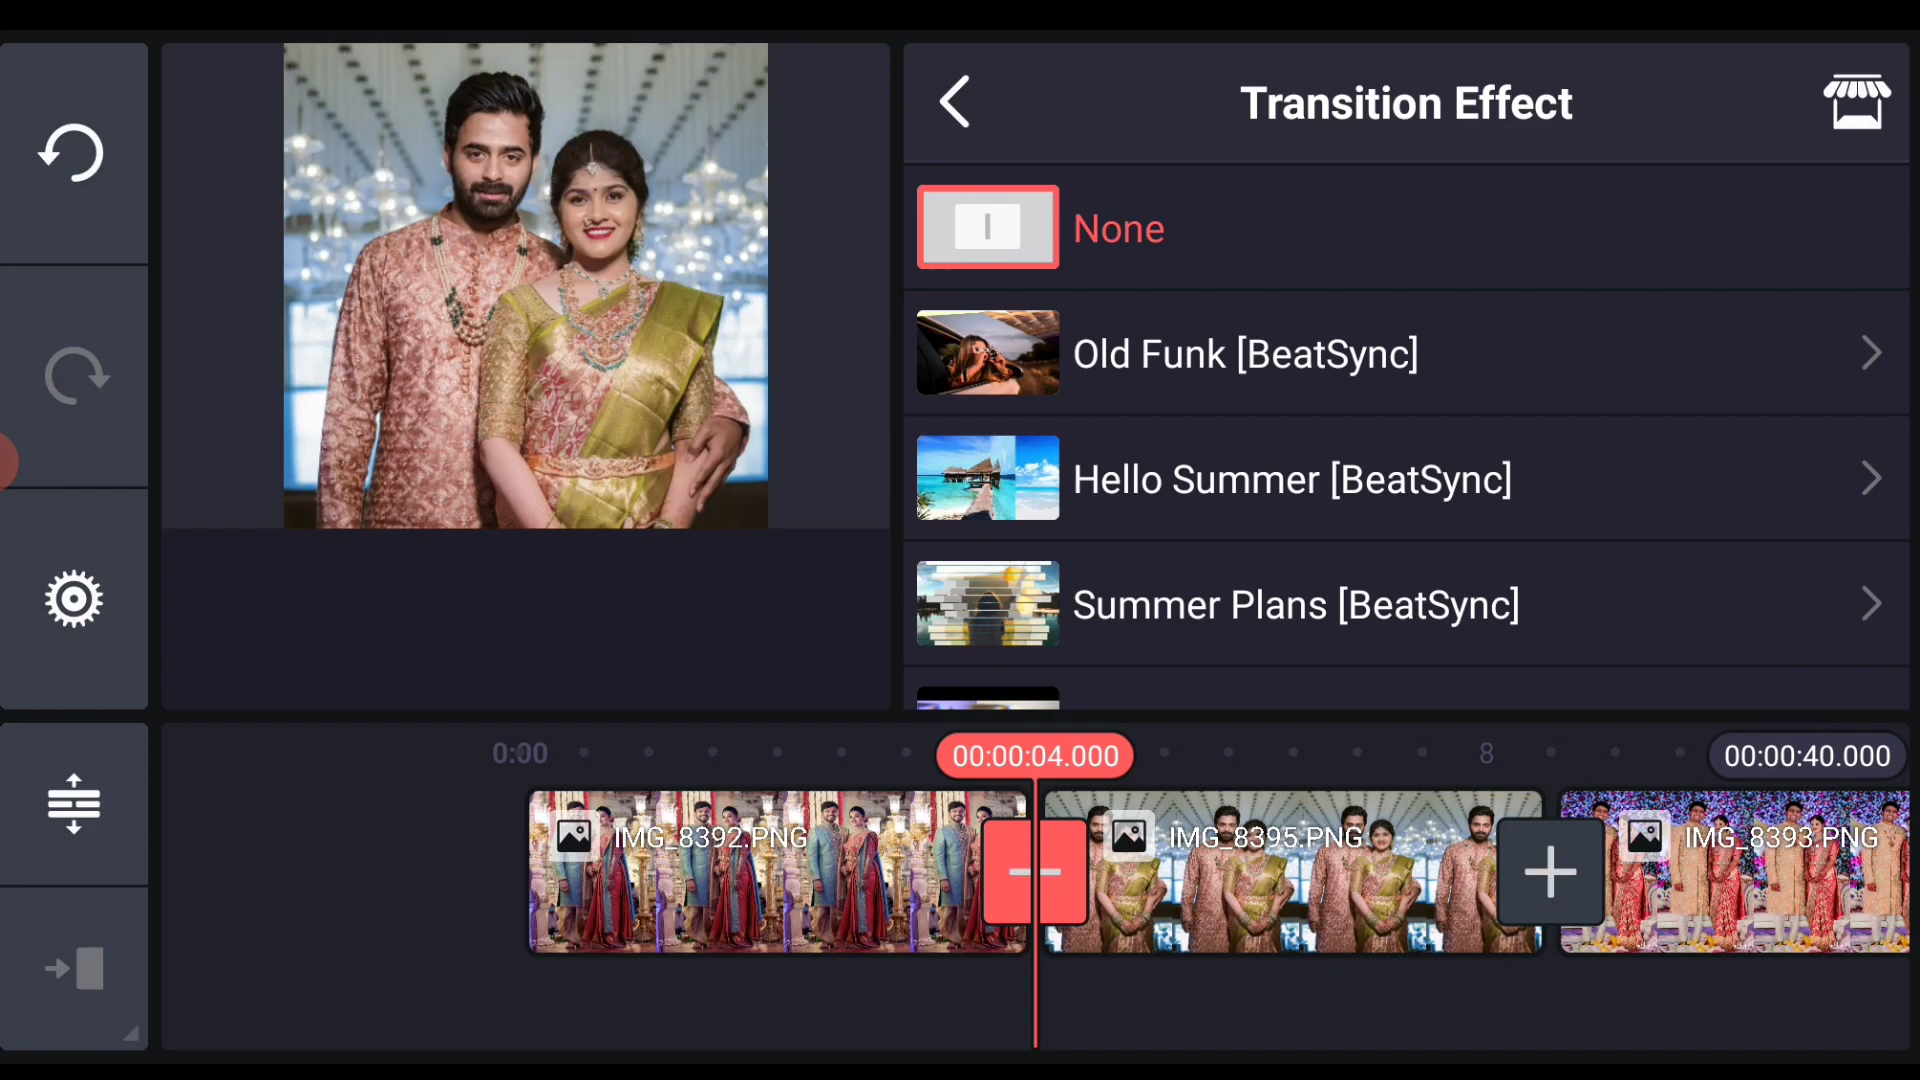 Transition Effect
None
Old Funk [BeatSync]
Hello Summer [BeatSync]
Summer Plans [BeatSync]
0:00
00:00:04.000
8
00:00:40.000
IMG_8392.PNG
IMG_8395.PNG
IMG_8393.PNG